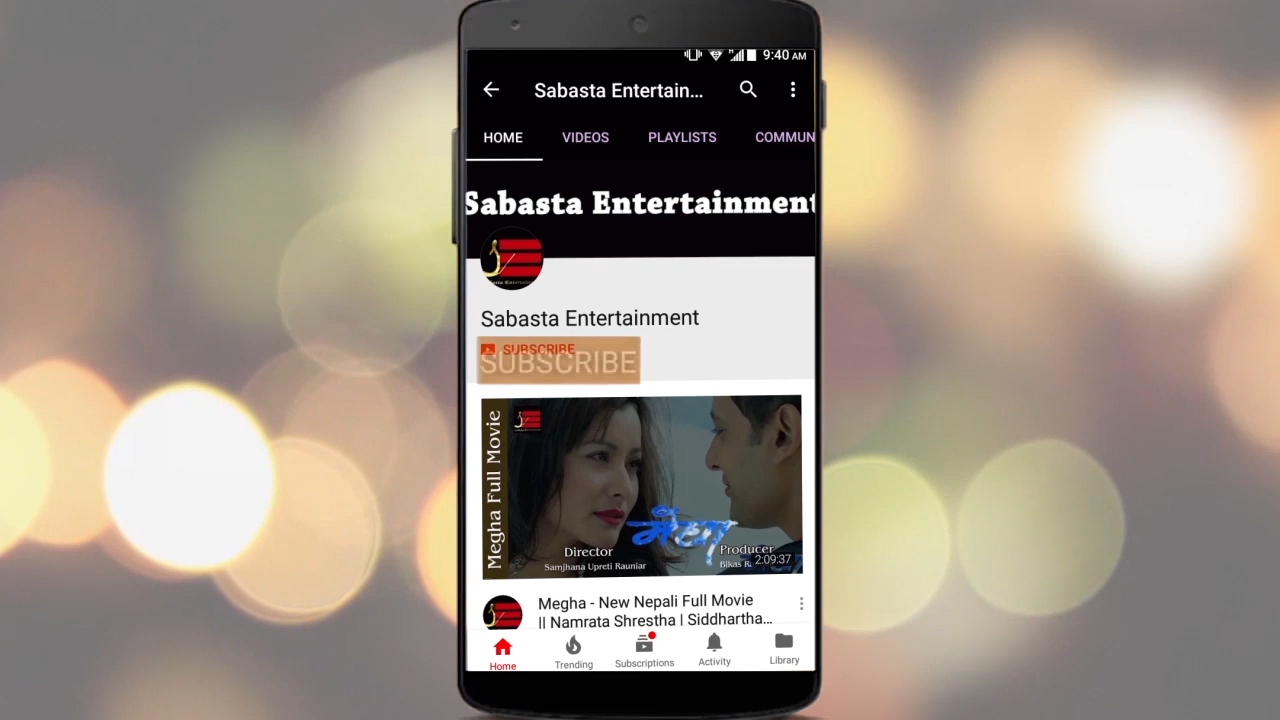 9:40 AM
Sabasta Entertain...
HOME VIDEOS PLAYLISTS COMMUN
Sabasta Entertainment
Sabasta Entertainment
SUBSCRIBE
SUBSCRIBE
Megha Full Movie
मेघा
Director
Samjhana Upreti Rauniar
Producer
Bikas R
2:09:37
Megha - New Nepali Full Movie
|| Namrata Shrestha | Siddhartha...
Home Trending Subscriptions Activity Library